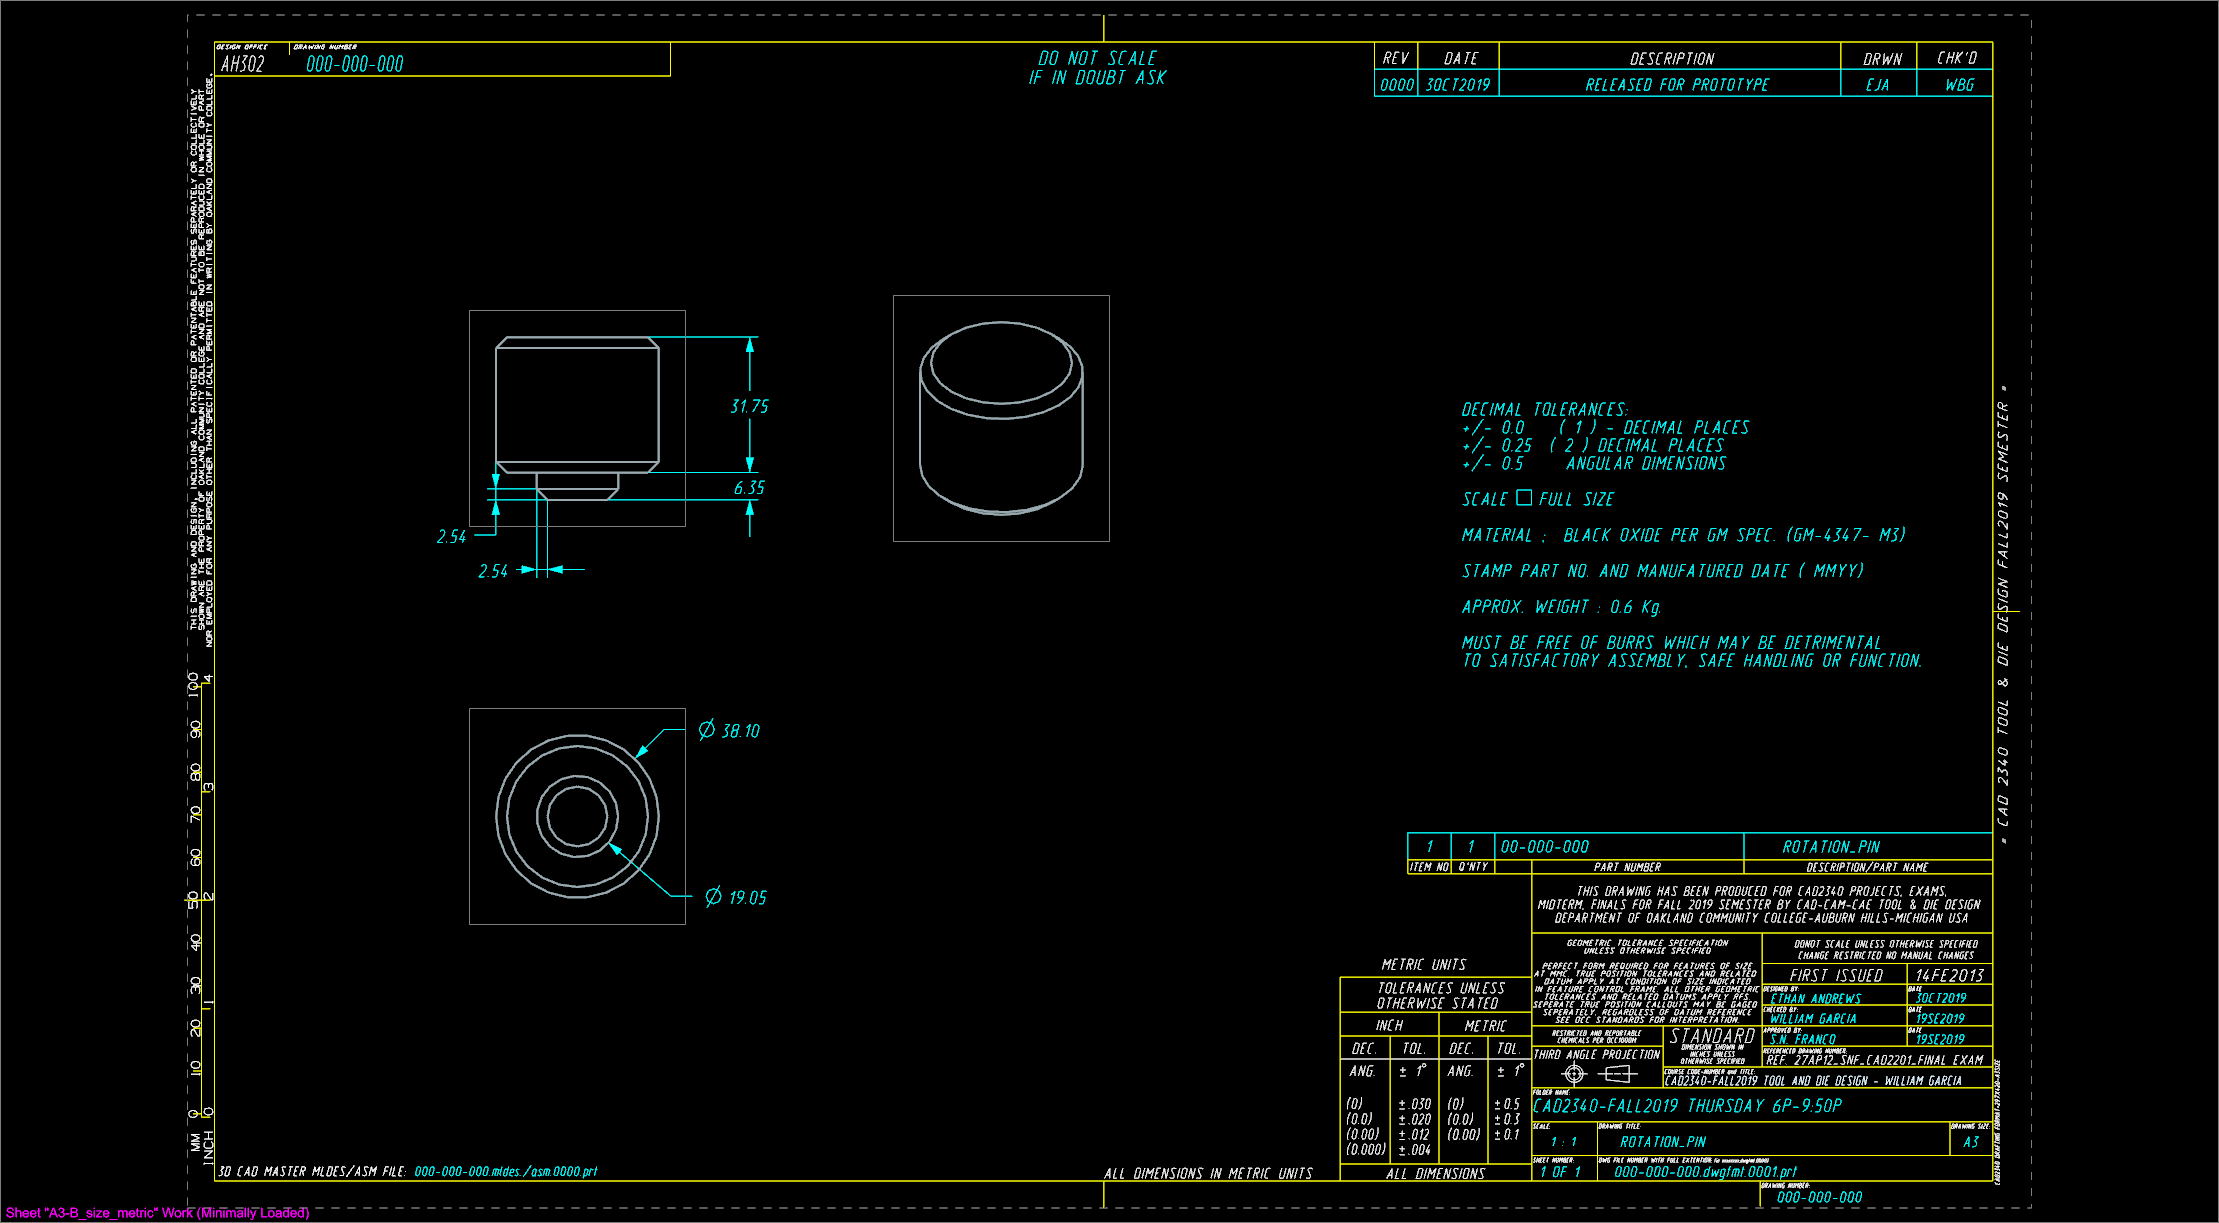 DESIGN OFFICE
DRAWING NUMBER
AH302
000-000-000
DO NOT SCALE
IF IN DOUBT ASK
REV DATE DESCRIPTION DRWN CHK'D
0000 30CT2019 RELEASED FOR PROTOTYPE EJA WBG
THIS DRAWING AND DESIGN, INCLUDING ALL PATENTED OR PATENTABLE FEATURES SEPARATELY OR COLLECTIVELY
SHOWN ARE THE PROPERTY OF OAKLAND COMMUNITY COLLEGE AND ARE NOT TO BE REPRODUCED IN WHOLE OR PART
NOR EMPLOYED FOR ANY PURPOSE OTHER THAN SPECIFICALLY PERMITTED IN WRITING BY OAKLAND COMMUNITY COLLEGE.
31.75
6.35
2.54
2.54
Ø 38.10
Ø 19.05
DECIMAL TOLERANCES:
+/- 0.0 ( 1 ) - DECIMAL PLACES
+/- 0.25 ( 2 ) DECIMAL PLACES
+/- 0.5 ANGULAR DIMENSIONS
SCALE □ FULL SIZE
MATERIAL : BLACK OXIDE PER GM SPEC. (GM-4347- M3)
STAMP PART NO. AND MANUFATURED DATE ( MMYY)
APPROX. WEIGHT : 0.6 Kg.
MUST BE FREE OF BURRS WHICH MAY BE DETRIMENTAL
TO SATISFACTORY ASSEMBLY, SAFE HANDLING OR FUNCTION.
* CAD 2340 TOOL & DIE DESIGN FALL2019 SEMESTER *
100 90 80 70 60 50 40 30 20 10 0 MM
4 3 2 1 0 INCH
1 1 00-000-000 ROTATION_PIN
ITEM NO Q'NTY PART NUMBER DESCRIPTION/PART NAME
THIS DRAWING HAS BEEN PRODUCED FOR CAD2340 PROJECTS, EXAMS,
MIDTERM, FINALS FOR FALL 2019 SEMESTER BY CAD-CAM-CAE TOOL & DIE DESIGN
DEPARTMENT OF OAKLAND COMMUNITY COLLEGE-AUBURN HILLS-MICHIGAN USA
GEOMETRIC TOLERANCE SPECIFICATION
UNLESS OTHERWISE SPECIFIED
PERFECT FORM REQUIRED FOR FEATURES OF SIZE
AT MMC. TRUE POSITION TOLERANCES AND RELATED
DATUM APPLY AT CONDITION OF SIZE INDICATED
IN FEATURE CONTROL FRAME. ALL OTHER GEOMETRIC
TOLERANCES AND RELATED DATUMS APPLY RFS.
SEPERATE TRUE POSITION CALLOUTS MAY BE GAGED
SEPERATELY, REGARDLESS OF DATUM REFERENCE
SEE OCC STANDARDS FOR INTERPRETATION.
DONOT SCALE UNLESS OTHERWISE SPECIFIED
CHANGE RESTRICTED NO MANUAL CHANGES
FIRST ISSUED 14FE2013
DESIGNED BY: DATE
ETHAN ANDREWS 30CT2019
CHECKED BY: DATE
WILLIAM GARCIA 19SE2019
APPROVED BY: DATE
S.N. FRANCO 19SE2019
RESTRICTED AND REPORTABLE
CHEMICALS PER OCC1000M
STANDARD
DIMENSION SHOWN IN
INCHES UNLESS
OTHERWISE SPECIFIED
THIRD ANGLE PROJECTION
REFERENCED DRAWING NUMBER:
REF. 27AP12_SNF_CAD2201_FINAL EXAM
COURSE CODE-NUMBER and TITLE:
CAD2340-FALL2019 TOOL AND DIE DESIGN - WILLIAM GARCIA
FOLDER NAME:
CAD2340-FALL2019 THURSDAY 6P-9:50P
SCALE: DRAWING TITLE: DRAWING SIZE:
1 : 1 ROTATION_PIN A3
SHEET NUMBER: DWG FILE NUMBER WITH FULL EXTENTION:
1 OF 1 000-000-000.dwgfmt.0001.prt
DRAWING NUMBER:
000-000-000
METRIC UNITS
TOLERANCES UNLESS
OTHERWISE STATED
INCH METRIC
DEC. TOL. DEC. TOL.
ANG. ± 1° ANG. ± 1°
(0) ±.030 (0) ±0.5
(0.0) ±.020 (0.0) ±0.3
(0.00) ±.012 (0.00) ±0.1
(0.000) ±.004
ALL DIMENSIONS
ALL DIMENSIONS IN METRIC UNITS
3D CAD MASTER MLDES/ASM FILE: 000-000-000.mldes./asm.0000.prt
Sheet "A3-B_size_metric" Work (Minimally Loaded)